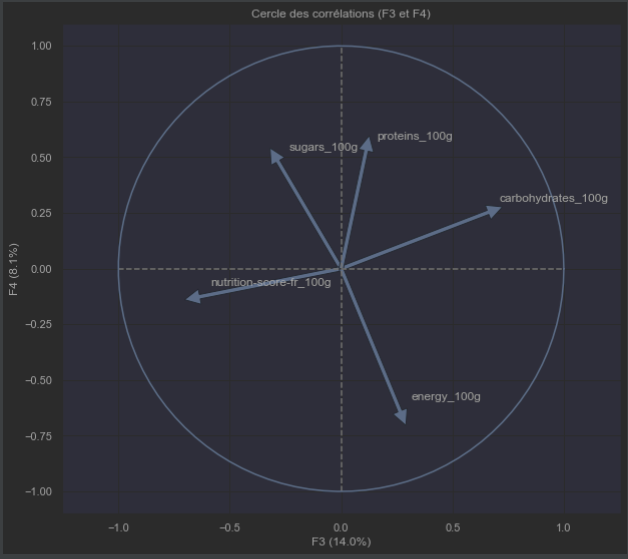 Cercle des corrélations (F3 et F4)
1.00
0.75
0.50
0.25
0.00
−0.25
−0.50
−0.75
−1.00
F4 (8.1%)
sugars_100g
proteins_100g
carbohydrates_100g
nutrition-score-fr_100g
energy_100g
−1.0 −0.5 0.0 0.5 1.0
F3 (14.0%)